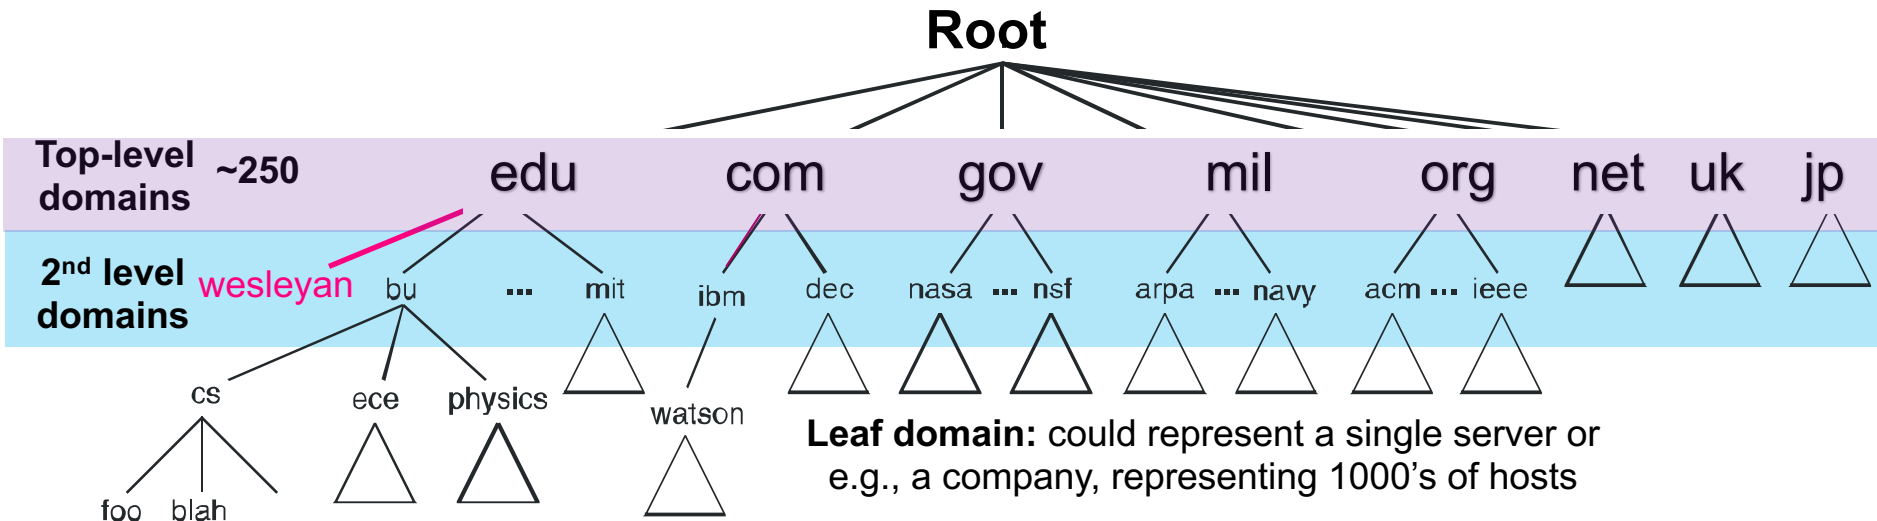 Root
Top-level
domains
~250
edu com gov mil org net uk jp
2nd level
domains
wesleyan bu ... mit ibm dec nasa ... nsf arpa ... navy acm ... ieee
cs ece physics watson
Leaf domain: could represent a single server or
e.g., a company, representing 1000's of hosts
foo blah